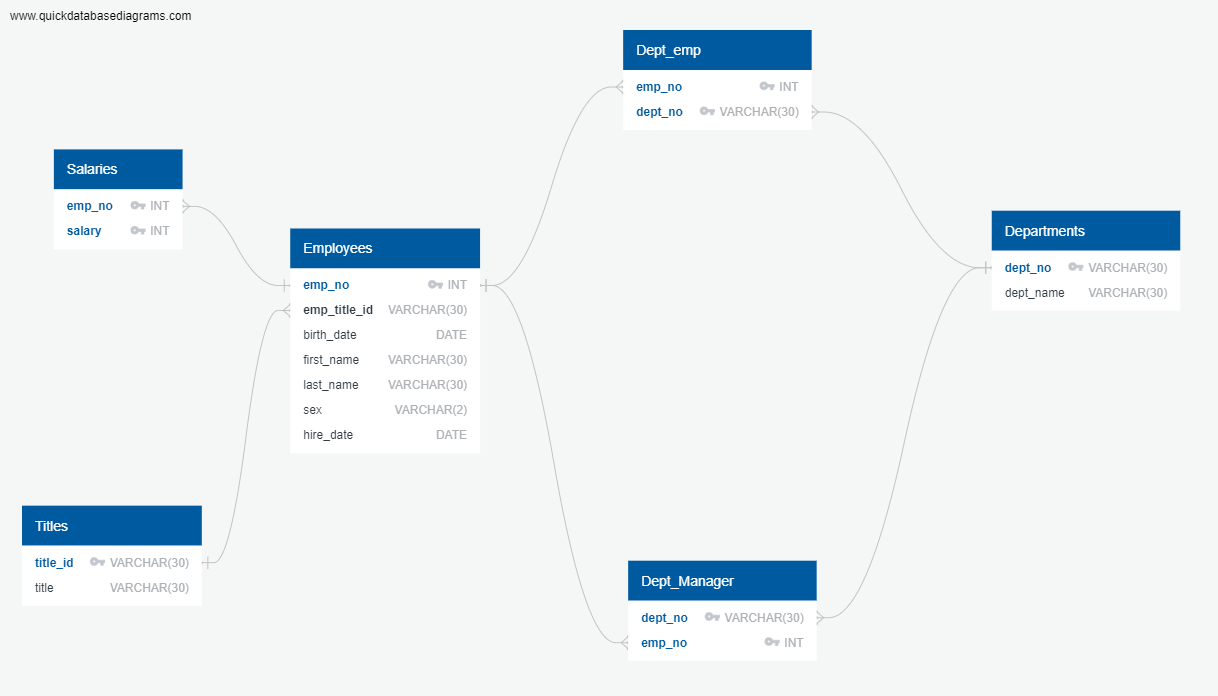 www.quickdatabasediagrams.com
Dept_emp
emp_no INT
dept_no VARCHAR(30)
Salaries
emp_no INT
salary INT
Employees
emp_no INT
emp_title_id VARCHAR(30)
birth_date DATE
first_name VARCHAR(30)
last_name VARCHAR(30)
sex VARCHAR(2)
hire_date DATE
Departments
dept_no VARCHAR(30)
dept_name VARCHAR(30)
Titles
title_id VARCHAR(30)
title VARCHAR(30)
Dept_Manager
dept_no VARCHAR(30)
emp_no INT